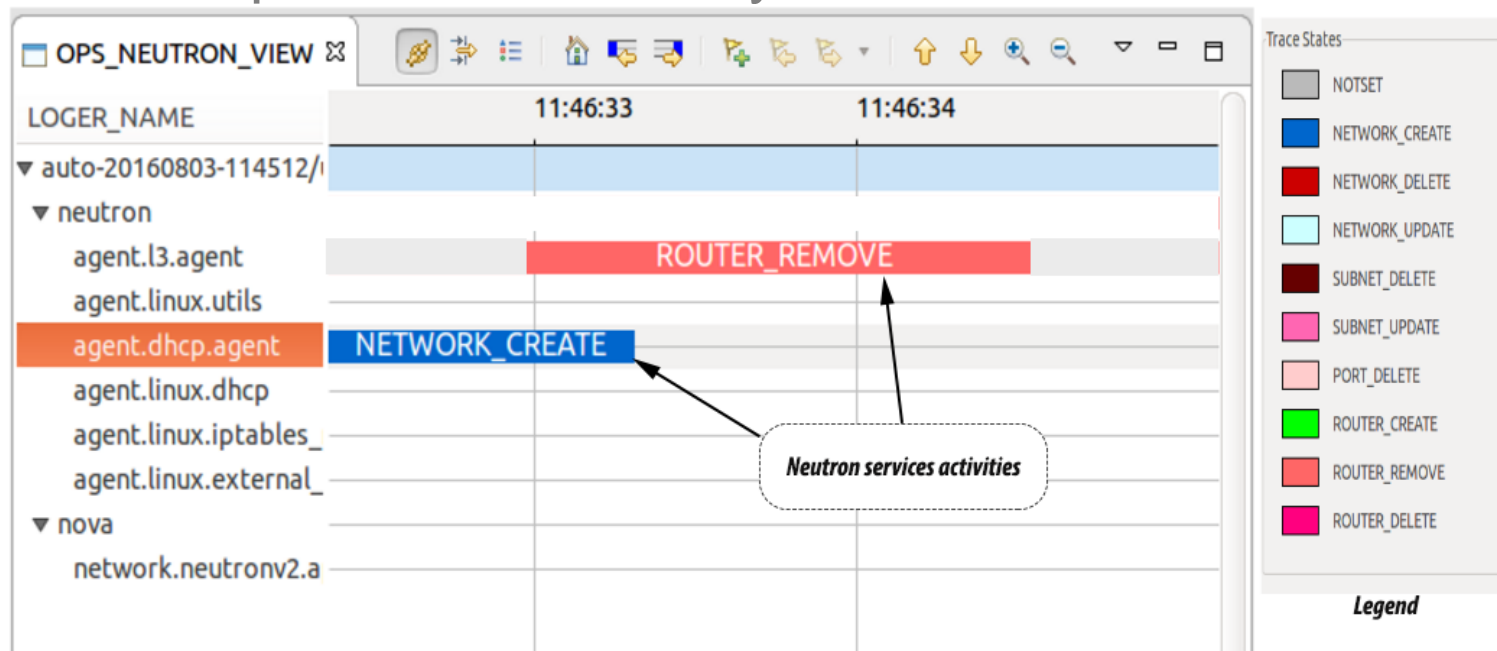 OPS_NEUTRON_VIEW
LOGER_NAME
11:46:33
11:46:34
auto-20160803-114512/
neutron
agent.l3.agent
ROUTER_REMOVE
agent.linux.utils
agent.dhcp.agent
NETWORK_CREATE
agent.linux.dhcp
agent.linux.iptables_
agent.linux.external_
nova
network.neutronv2.a
Neutron services activities
Trace States
NOTSET
NETWORK_CREATE
NETWORK_DELETE
NETWORK_UPDATE
SUBNET_DELETE
SUBNET_UPDATE
PORT_DELETE
ROUTER_CREATE
ROUTER_REMOVE
ROUTER_DELETE
Legend